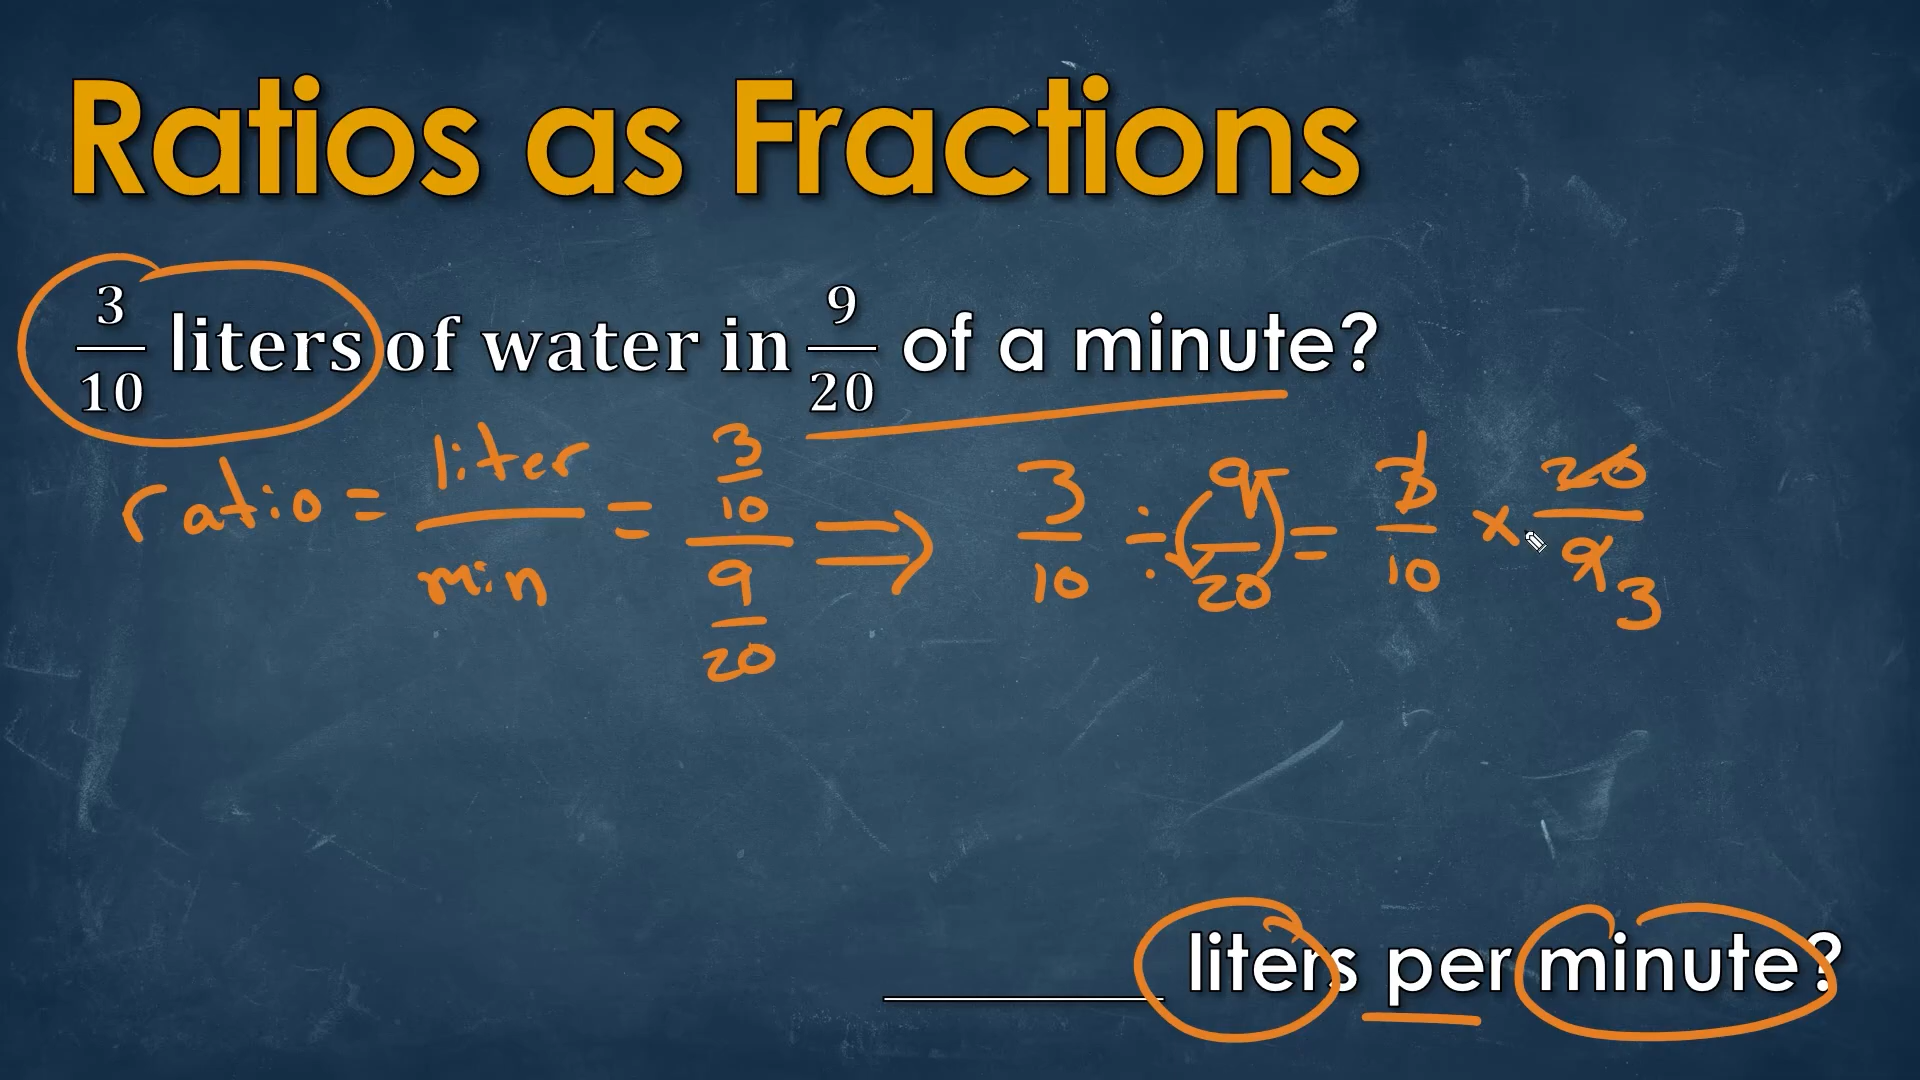 Ratios as Fractions
3/10 liters of water in 9/20 of a minute?
ratio = liter/min = 3/10 / 9/20 ⇒ 3/10 ÷ (9/20) = 3/10 × 20/9 3
_______ liters per minute?